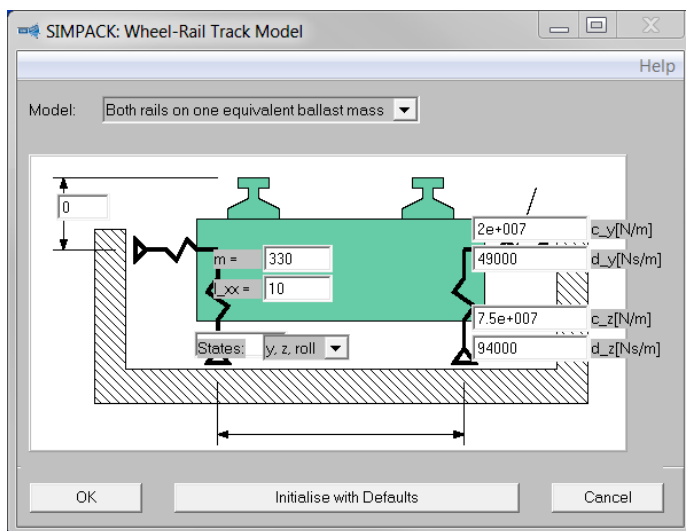 SIMPACK: Wheel-Rail Track Model
Help
Model: Both rails on one equivalent ballast mass
0
2e+007 c_y[N/m]
m = 330 49000 d_y[Ns/m]
I_xx = 10
7.5e+007 c_z[N/m]
States: y, z, roll 94000 d_z[Ns/m]
OK Initialise with Defaults Cancel